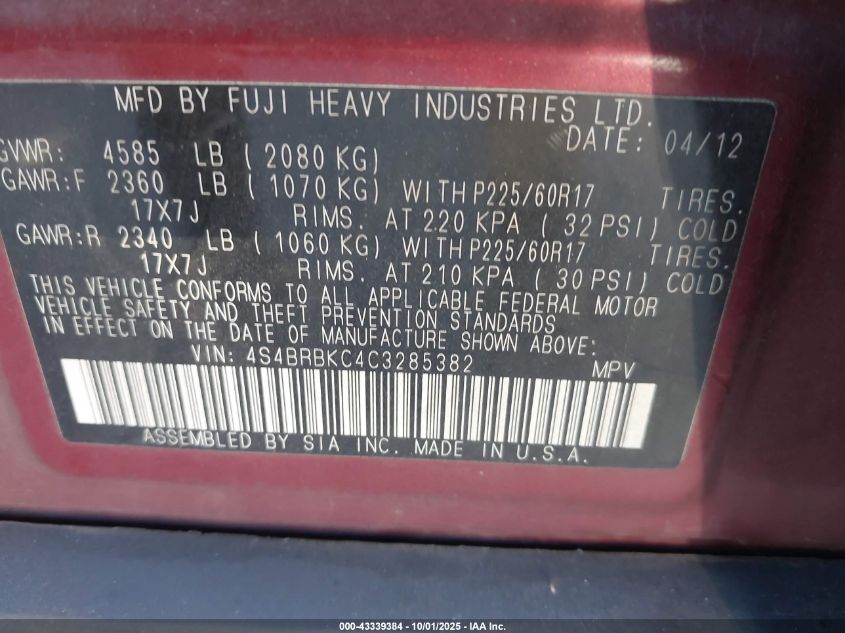 MFD BY FUJI HEAVY INDUSTRIES LTD.
DATE: 04/12
GVWR: 4585 LB ( 2080 KG)
GAWR:F 2360 LB ( 1070 KG) WITH P225/60R17 TIRES.
17X7J RIMS. AT 220 KPA ( 32 PSI) COLD
GAWR:R 2340 LB ( 1060 KG) WITH P225/60R17 TIRES.
17X7J RIMS. AT 210 KPA ( 30 PSI) COLD
THIS VEHICLE CONFORMS TO ALL APPLICABLE FEDERAL MOTOR
VEHICLE SAFETY AND THEFT PREVENTION STANDARDS
IN EFFECT ON THE DATE OF MANUFACTURE SHOWN ABOVE:
VIN: 4S4BRBKC4C3285382 MPV
ASSEMBLED BY SIA INC. MADE IN U.S.A.
000-43339384 - 10/01/2025 - IAA Inc.